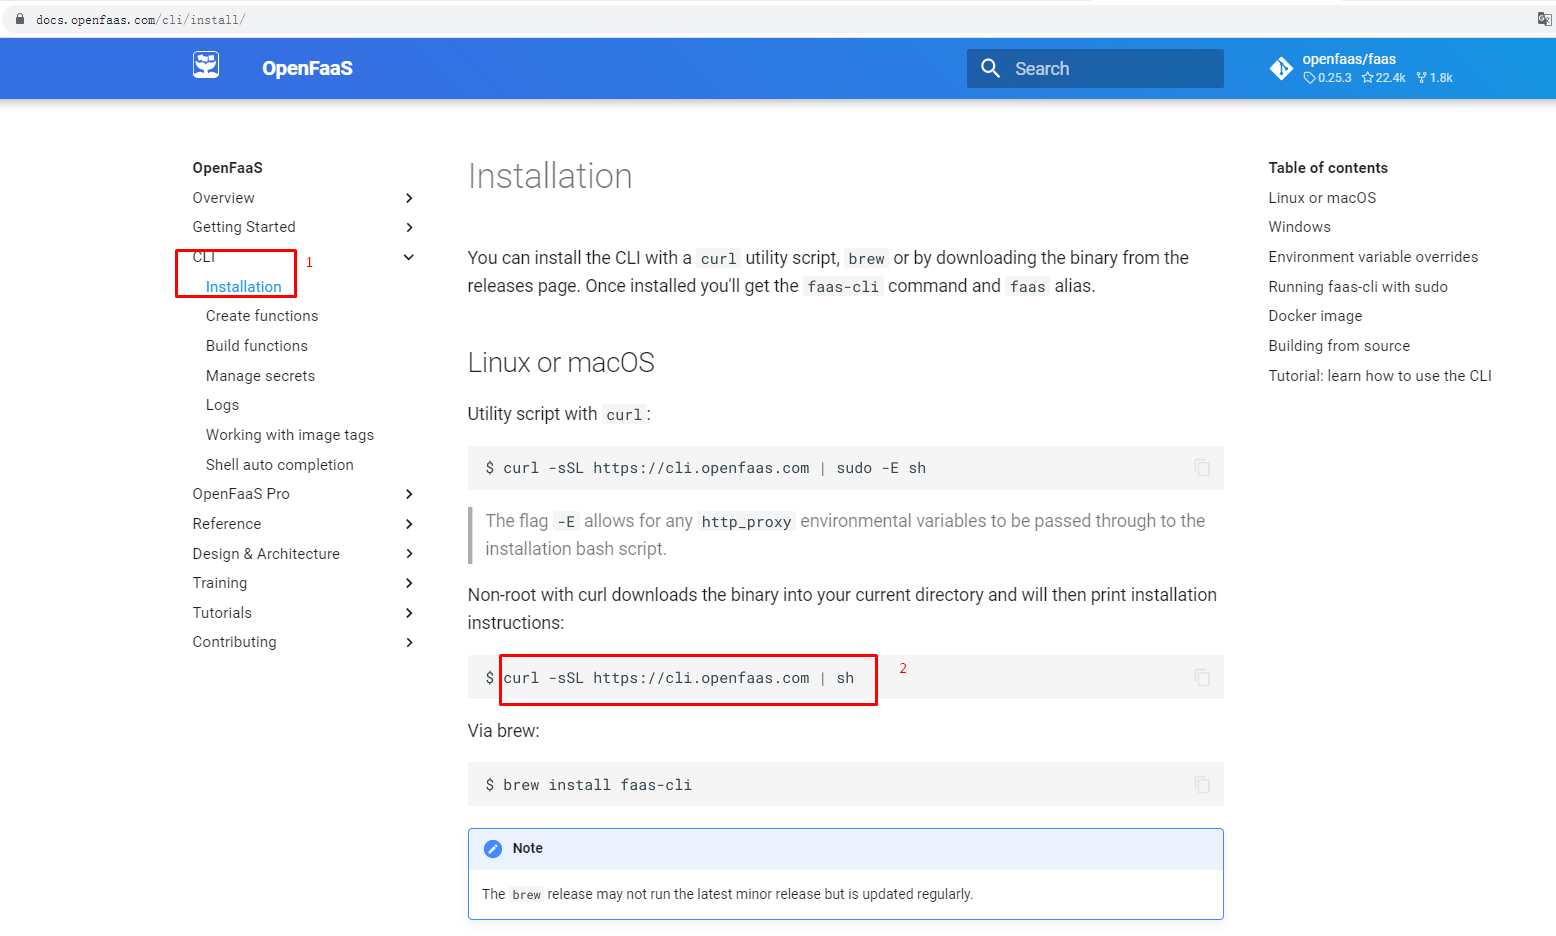 docs.openfaas.com/cli/install/
OpenFaaS
Search
openfaas/faas
0.25.3 22.4k 1.8k
OpenFaaS
Overview
Getting Started
CLI
1
Installation
Create functions
Build functions
Manage secrets
Logs
Working with image tags
Shell auto completion
OpenFaaS Pro
Reference
Design & Architecture
Training
Tutorials
Contributing
Installation
You can install the CLI with a curl utility script, brew or by downloading the binary from the
releases page. Once installed you'll get the faas-cli command and faas alias.
Linux or macOS
Utility script with curl:
$ curl -sSL https://cli.openfaas.com | sudo -E sh
The flag -E allows for any http_proxy environmental variables to be passed through to the
installation bash script.
Non-root with curl downloads the binary into your current directory and will then print installation
instructions:
$ curl -sSL https://cli.openfaas.com | sh
2
Via brew:
$ brew install faas-cli
Note
The brew release may not run the latest minor release but is updated regularly.
Table of contents
Linux or macOS
Windows
Environment variable overrides
Running faas-cli with sudo
Docker image
Building from source
Tutorial: learn how to use the CLI